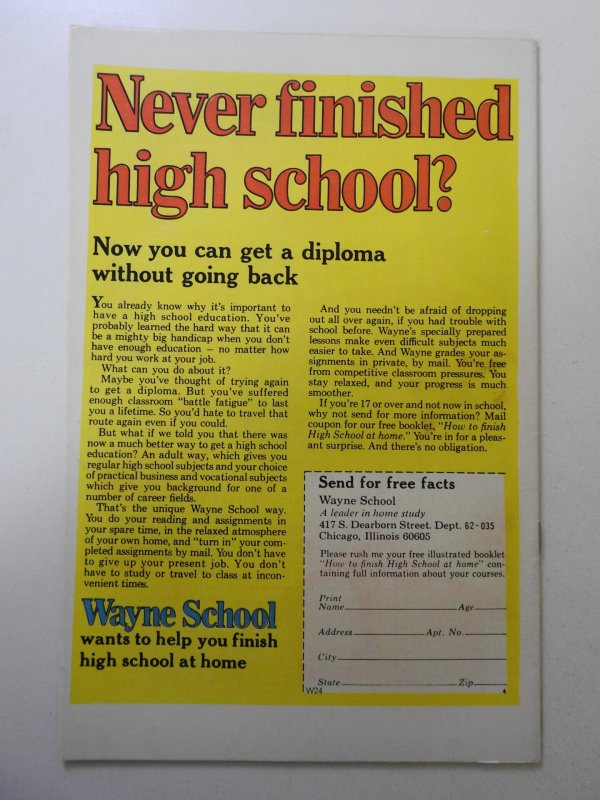 Never finished
high school?
Now you can get a diploma
without going back
You already know why it's important to
have a high school education. You've
probably learned the hard way that it can
be a mighty big handicap when you don't
have enough education – no matter how
hard you work at your job.
What can you do about it?
Maybe you've thought of trying again
to get a diploma. But you've suffered
enough classroom "battle fatigue" to last
you a lifetime. So you'd hate to travel that
route again even if you could.
But what if we told you that there was
now a much better way to get a high school
education? An adult way, which gives you
regular high school subjects and your choice
of practical business and vocational subjects
which give you background for one of a
number of career fields.
That's the unique Wayne School way.
You do your reading and assignments in
your spare time, in the relaxed atmosphere
of your own home, and "turn in" your com-
pleted assignments by mail. You don't have
to give up your present job. You don't
have to study or travel to class at incon-
venient times.
Wayne School
wants to help you finish
high school at home
And you needn't be afraid of dropping
out all over again, if you had trouble with
school before. Wayne's specially prepared
lessons make even difficult subjects much
easier to take. And Wayne grades your as-
signments in private, by mail. You're free
from competitive classroom pressures. You
stay relaxed, and your progress is much
smoother.
If you're 17 or over and not now in school,
why not send for more information? Mail
coupon for our free booklet, "How to finish
High School at home." You're in for a pleas-
ant surprise. And there's no obligation.
Send for free facts
Wayne School
A leader in home study
417 S. Dearborn Street. Dept. 62-035
Chicago, Illinois 60605
Please rush me your free illustrated booklet
"How to finish High School at home" con-
taining full information about your courses.
Print
Name Age
Address Apt. No.
City
State Zip
W24 4